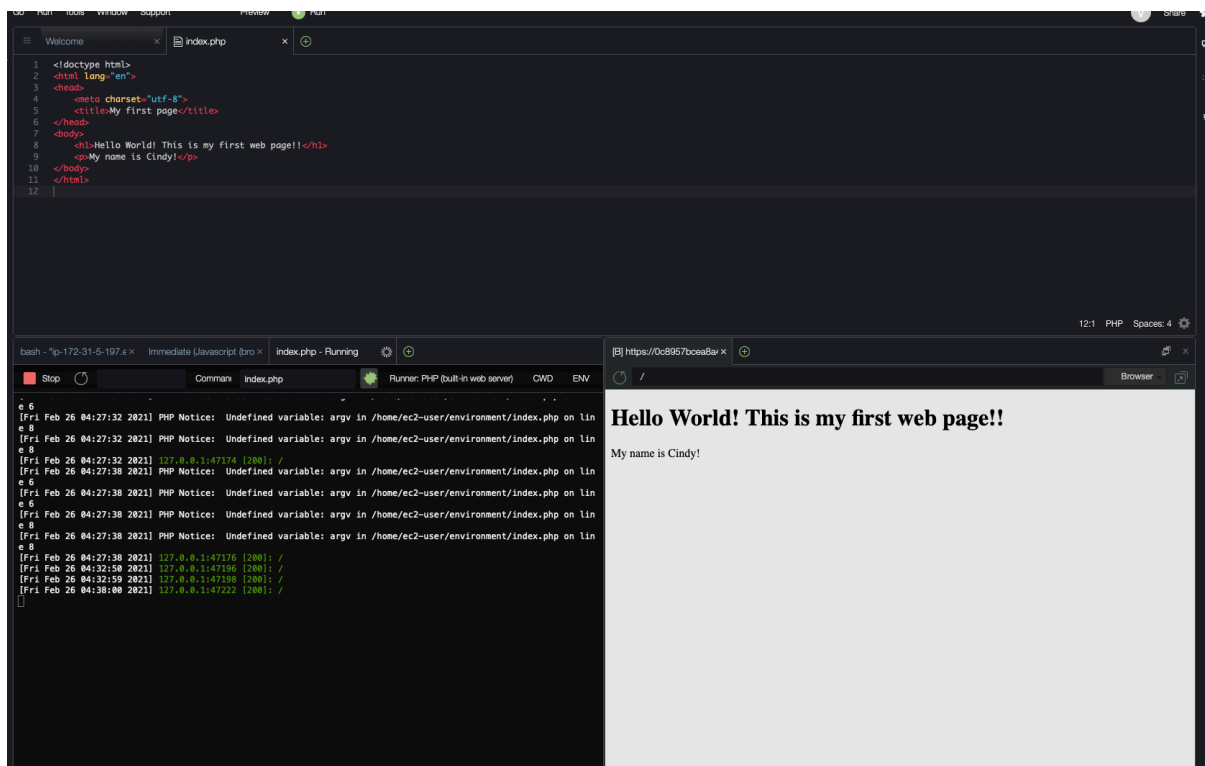 Go Run Tools Window Support Preview Run Share
Welcome × index.php ×
1 <!doctype html>
2 <html lang="en">
3 <head>
4 <meta charset="utf-8">
5 <title>My first page</title>
6 </head>
7 <body>
8 <h1>Hello World! This is my first web page!!</h1>
9 <p>My name is Cindy!</p>
10 </body>
11 </html>
12
12:1 PHP Spaces: 4
bash - "ip-172-31-5-197.e × Immediate (Javascript (bro × index.php - Running
Stop Command index.php Runner: PHP (built-in web server) CWD ENV
e 6
[Fri Feb 26 04:27:32 2021] PHP Notice:  Undefined variable: argv in /home/ec2-user/environment/index.php on lin
e 8
[Fri Feb 26 04:27:32 2021] PHP Notice:  Undefined variable: argv in /home/ec2-user/environment/index.php on lin
e 8
[Fri Feb 26 04:27:32 2021] 127.0.0.1:47174 [200]: /
[Fri Feb 26 04:27:38 2021] PHP Notice:  Undefined variable: argv in /home/ec2-user/environment/index.php on lin
e 6
[Fri Feb 26 04:27:38 2021] PHP Notice:  Undefined variable: argv in /home/ec2-user/environment/index.php on lin
e 6
[Fri Feb 26 04:27:38 2021] PHP Notice:  Undefined variable: argv in /home/ec2-user/environment/index.php on lin
e 8
[Fri Feb 26 04:27:38 2021] PHP Notice:  Undefined variable: argv in /home/ec2-user/environment/index.php on lin
e 8
[Fri Feb 26 04:27:38 2021] 127.0.0.1:47176 [200]: /
[Fri Feb 26 04:32:50 2021] 127.0.0.1:47196 [200]: /
[Fri Feb 26 04:32:59 2021] 127.0.0.1:47198 [200]: /
[Fri Feb 26 04:38:00 2021] 127.0.0.1:47222 [200]: /
[B] https://0c8957bcea8a ×
/ Browser
Hello World! This is my first web page!!
My name is Cindy!